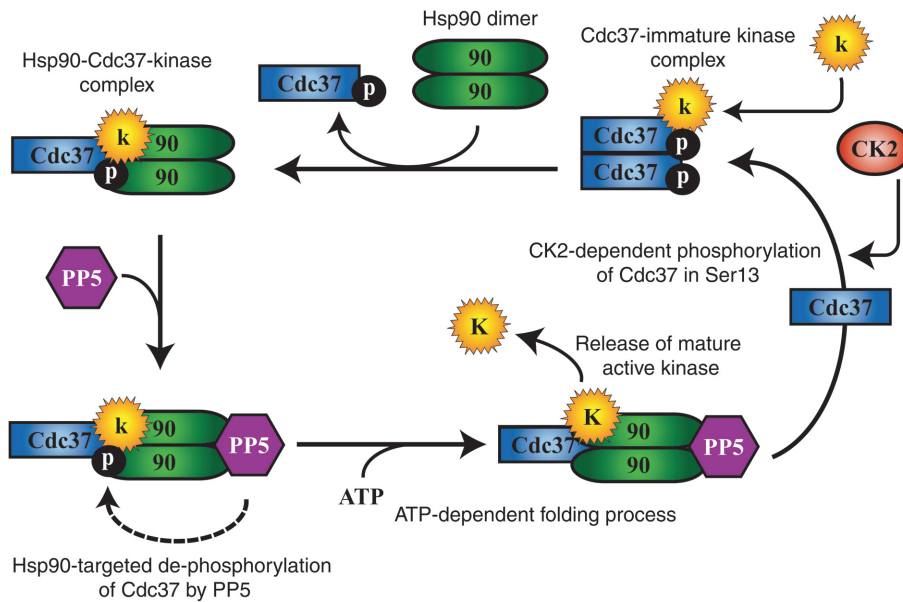 Hsp90 dimer
Cdc37-immature kinase
complex
k
Hsp90-Cdc37-kinase
complex
Cdc37
p
90
90
k
Cdc37
p
Cdc37
p
CK2
k
90
Cdc37
p
90
CK2-dependent phosphorylation
of Cdc37 in Ser13
PP5
Cdc37
K
Release of mature
active kinase
k
90
Cdc37
PP5
p
90
K
90
Cdc37
PP5
90
ATP
ATP-dependent folding process
Hsp90-targeted de-phosphorylation
of Cdc37 by PP5